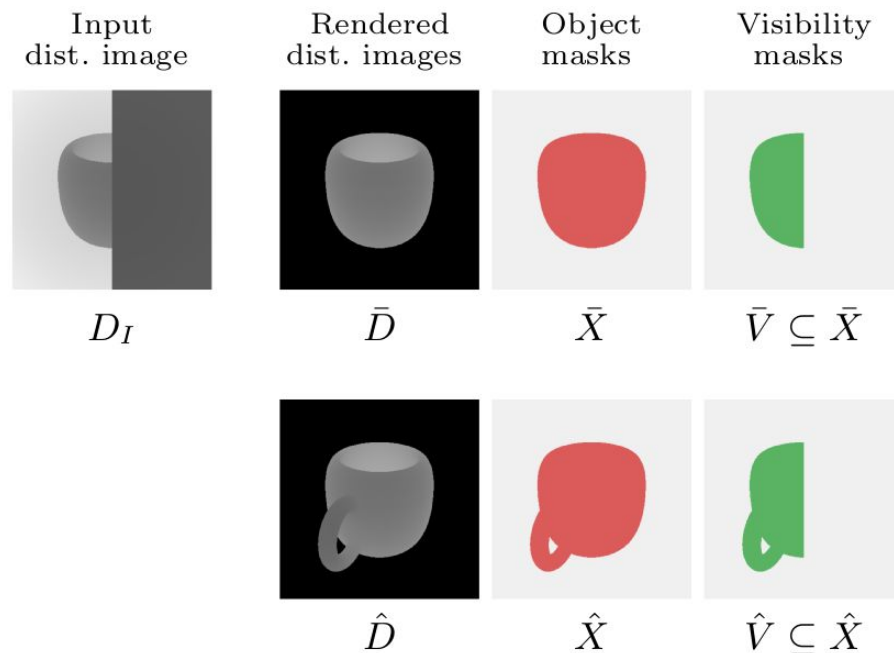 Input Rendered Object Visibility
dist. image dist. images masks masks
D_I D̄ X̄ V̄ ⊆ X̄
D̂ X̂ V̂ ⊆ X̂